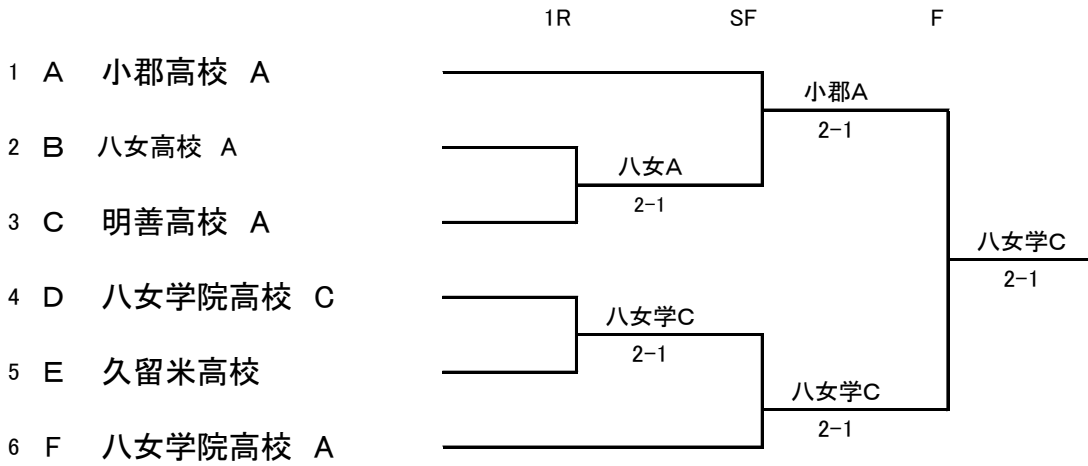 1R SF F
1 A 小郡高校 A
小郡A
2-1
2 B 八女高校 A
八女A
2-1
3 C 明善高校 A
八女学C
2-1
4 D 八女学院高校 C
八女学C
2-1
5 E 久留米高校
八女学C
2-1
6 F 八女学院高校 A